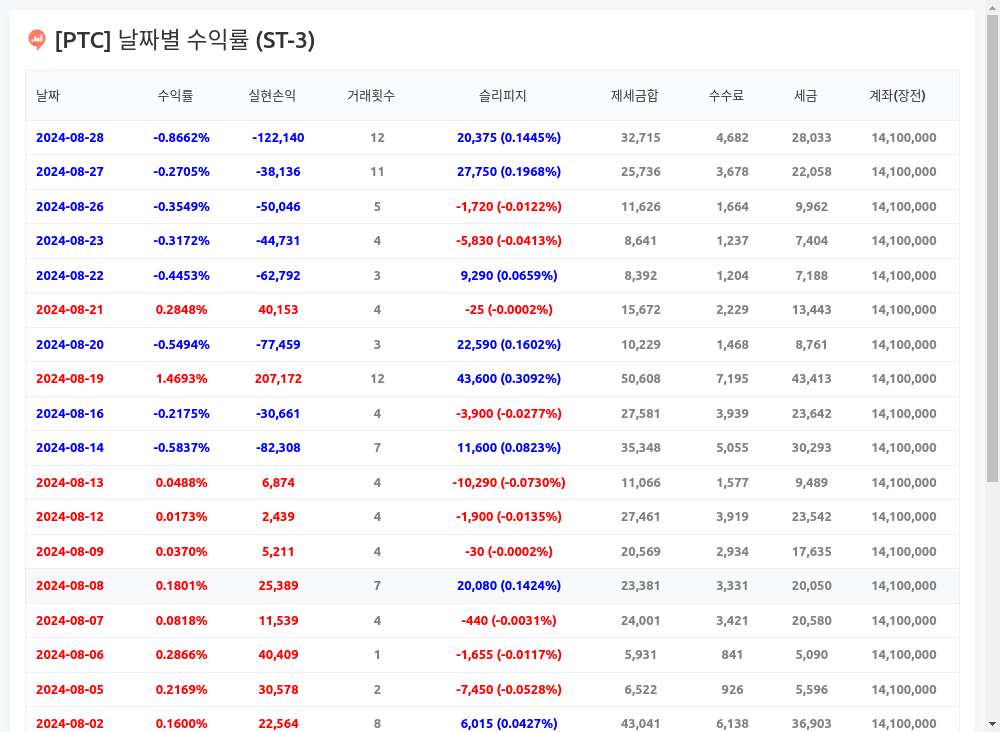 [PTC] 날짜별 수익률 (ST-3)
날짜 수익률 실현손익 거래횟수 슬리피지 제세금합 수수료 세금 계좌(장전)
2024-08-28 -0.8662% -122,140 12 20,375 (0.1445%) 32,715 4,682 28,033 14,100,000
2024-08-27 -0.2705% -38,136 11 27,750 (0.1968%) 25,736 3,678 22,058 14,100,000
2024-08-26 -0.3549% -50,046 5 -1,720 (-0.0122%) 11,626 1,664 9,962 14,100,000
2024-08-23 -0.3172% -44,731 4 -5,830 (-0.0413%) 8,641 1,237 7,404 14,100,000
2024-08-22 -0.4453% -62,792 3 9,290 (0.0659%) 8,392 1,204 7,188 14,100,000
2024-08-21 0.2848% 40,153 4 -25 (-0.0002%) 15,672 2,229 13,443 14,100,000
2024-08-20 -0.5494% -77,459 3 22,590 (0.1602%) 10,229 1,468 8,761 14,100,000
2024-08-19 1.4693% 207,172 12 43,600 (0.3092%) 50,608 7,195 43,413 14,100,000
2024-08-16 -0.2175% -30,661 4 -3,900 (-0.0277%) 27,581 3,939 23,642 14,100,000
2024-08-14 -0.5837% -82,308 7 11,600 (0.0823%) 35,348 5,055 30,293 14,100,000
2024-08-13 0.0488% 6,874 4 -10,290 (-0.0730%) 11,066 1,577 9,489 14,100,000
2024-08-12 0.0173% 2,439 4 -1,900 (-0.0135%) 27,461 3,919 23,542 14,100,000
2024-08-09 0.0370% 5,211 4 -30 (-0.0002%) 20,569 2,934 17,635 14,100,000
2024-08-08 0.1801% 25,389 7 20,080 (0.1424%) 23,381 3,331 20,050 14,100,000
2024-08-07 0.0818% 11,539 4 -440 (-0.0031%) 24,001 3,421 20,580 14,100,000
2024-08-06 0.2866% 40,409 1 -1,655 (-0.0117%) 5,931 841 5,090 14,100,000
2024-08-05 0.2169% 30,578 2 -7,450 (-0.0528%) 6,522 926 5,596 14,100,000
2024-08-02 0.1600% 22,564 8 6,015 (0.0427%) 43,041 6,138 36,903 14,100,000